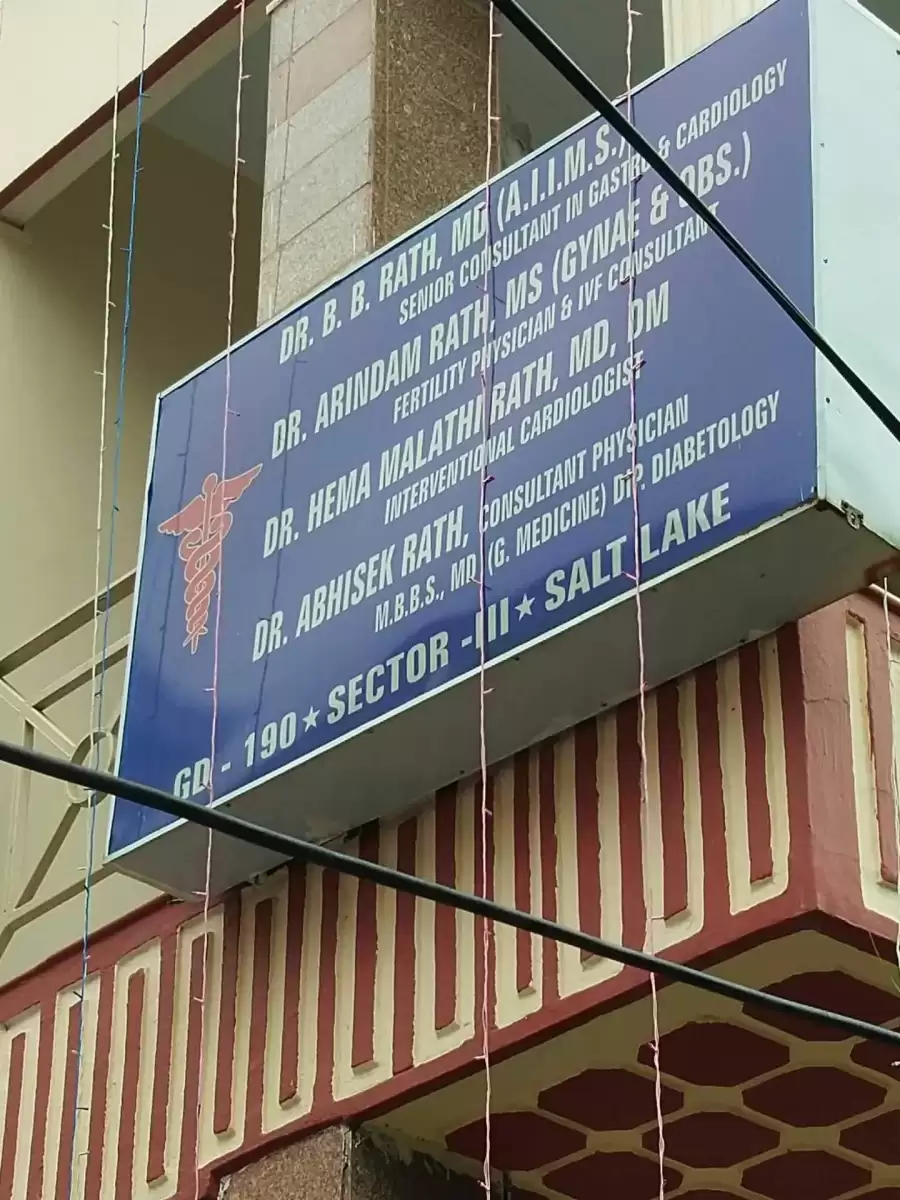 DR. B. B. RATH, MD (A.I.I.M.S.)
SENIOR CONSULTANT IN GASTRO & CARDIOLOGY
DR. ARINDAM RATH, MS (GYNAE & OBS.)
FERTILITY PHYSICIAN & IVF CONSULTANT
DR. HEMA MALATHI RATH, MD, DM
INTERVENTIONAL CARDIOLOGIST
DR. ABHISEK RATH, CONSULTANT PHYSICIAN
M.B.B.S., MD (G. MEDICINE) DIP. DIABETOLOGY
GD - 190 ★ SECTOR - III ★ SALT LAKE